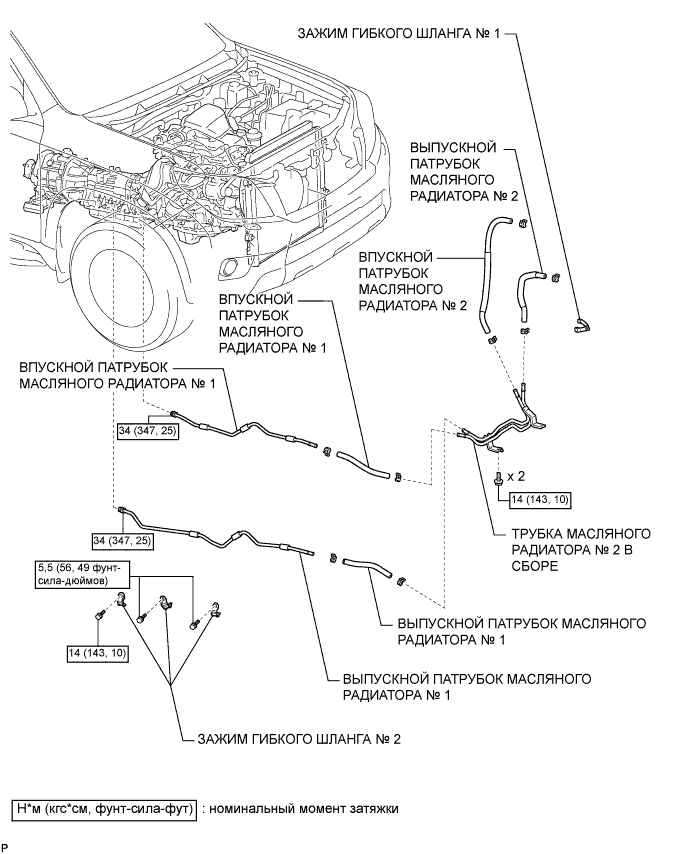 ЗАЖИМ ГИБКОГО ШЛАНГА № 1
ВЫПУСКНОЙ
ПАТРУБОК
МАСЛЯНОГО
РАДИАТОРА № 2
ВПУСКНОЙ
ПАТРУБОК
МАСЛЯНОГО
РАДИАТОРА № 2
ВПУСКНОЙ
ПАТРУБОК
МАСЛЯНОГО
РАДИАТОРА № 1
ВПУСКНОЙ ПАТРУБОК
МАСЛЯНОГО РАДИАТОРА № 1
34 (347, 25)
x 2
14 (143, 10)
34 (347, 25)
ТРУБКА МАСЛЯНОГО
РАДИАТОРА № 2 В
СБОРЕ
5,5 (56, 49 фунт-
сила-дюймов)
14 (143, 10)
ВЫПУСКНОЙ ПАТРУБОК МАСЛЯНОГО
РАДИАТОРА № 1
ВЫПУСКНОЙ ПАТРУБОК МАСЛЯНОГО
РАДИАТОРА № 1
ЗАЖИМ ГИБКОГО ШЛАНГА № 2
Н*м (кгс*см, фунт-сила-фут) : номинальный момент затяжки
P